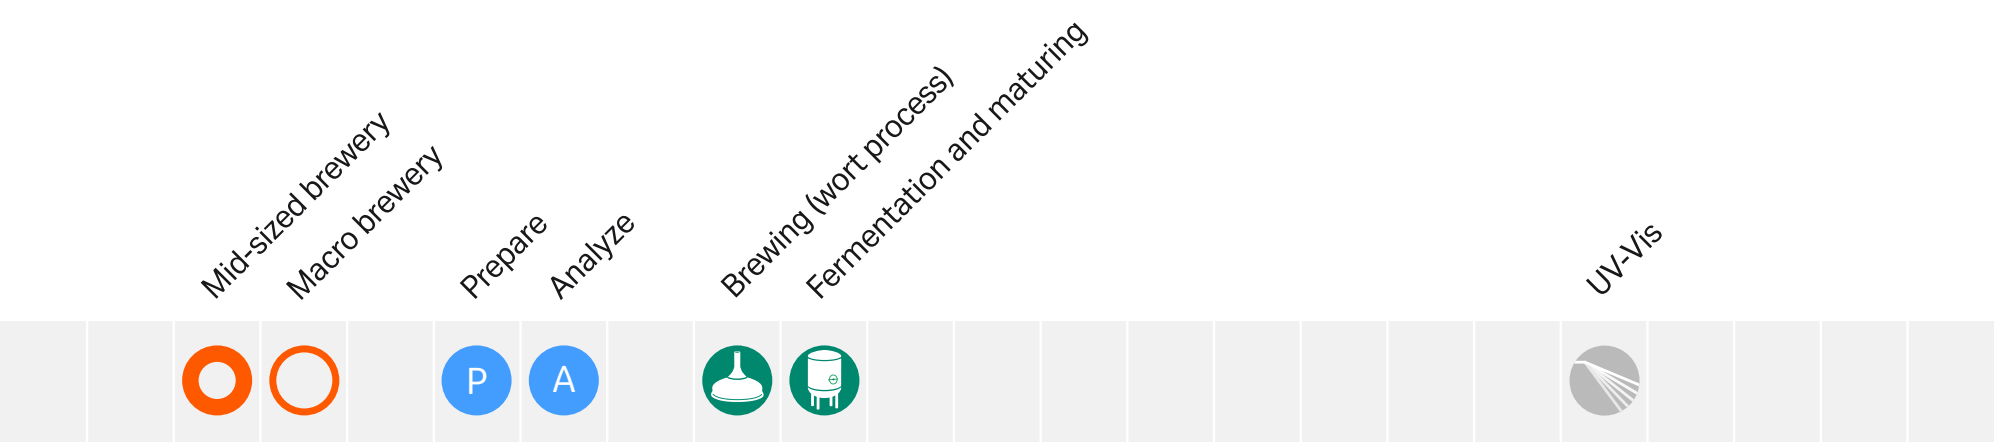 Mid-sized brewery
Macro brewery
Prepare
Analyze
Brewing (wort process)
Fermentation and maturing
UV-Vis
P
A